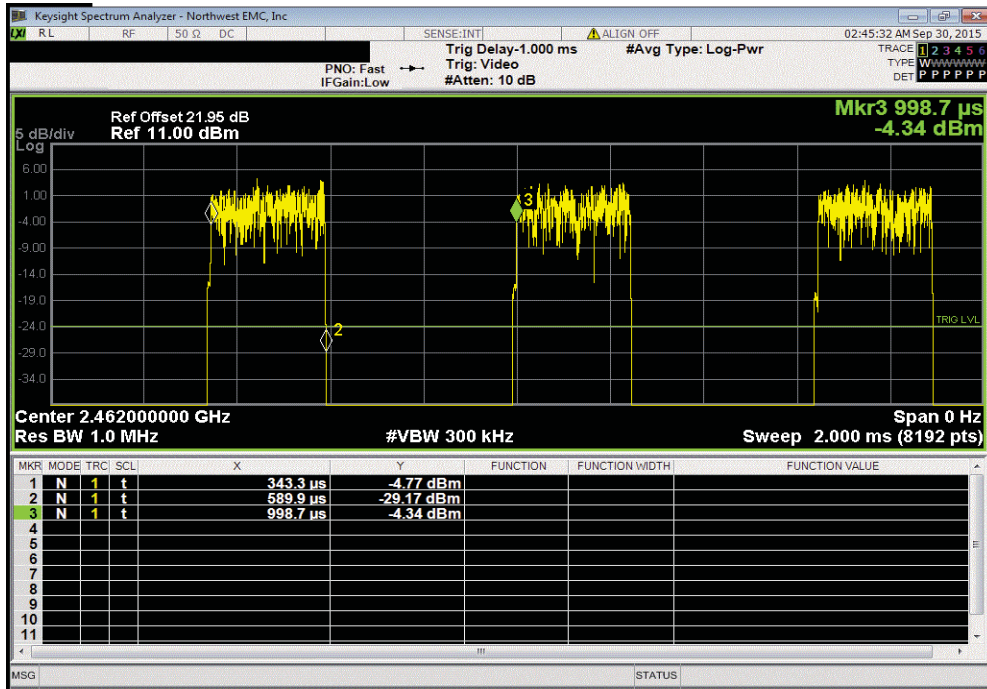 Keysight Spectrum Analyzer - Northwest EMC, Inc
LXI RL RF 50 Ω DC SENSE:INT ALIGN OFF 02:45:32 AM Sep 30, 2015
PNO: Fast
IFGain:Low
Trig Delay-1.000 ms
Trig: Video
#Atten: 10 dB
#Avg Type: Log-Pwr
TRACE 1 2 3 4 5 6
TYPE WWWWWW
DET P P P P P P
Mkr3 998.7 µs
-4.34 dBm
Ref Offset 21.95 dB
5 dB/div Ref 11.00 dBm
Log
6.00
1.00
-4.00
-9.00
-14.0
-19.0
-24.0
-29.0
-34.0
3
2
TRIG LVL
Center 2.462000000 GHz Span 0 Hz
Res BW 1.0 MHz #VBW 300 kHz Sweep 2.000 ms (8192 pts)
MKR MODE TRC SCL X Y FUNCTION FUNCTION WIDTH FUNCTION VALUE
1 N 1 t 343.3 µs -4.77 dBm
2 N 1 t 589.9 µs -29.17 dBm
3 N 1 t 998.7 µs -4.34 dBm
4
5
6
7
8
9
10
11
MSG STATUS